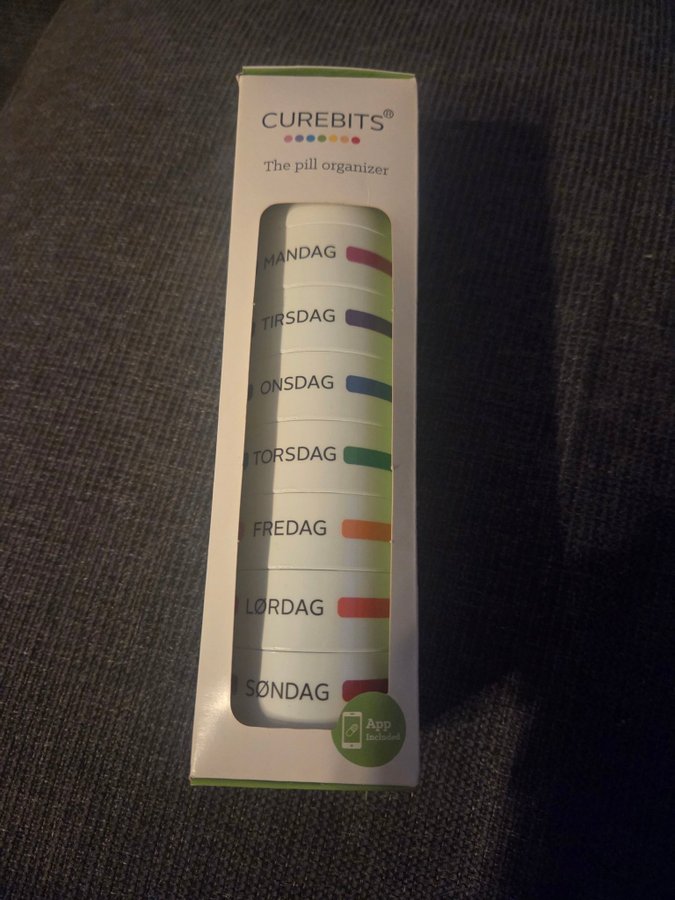 CUREBITS®
The pill organizer
MANDAG
TIRSDAG
ONSDAG
TORSDAG
FREDAG
LØRDAG
SØNDAG
App
Included